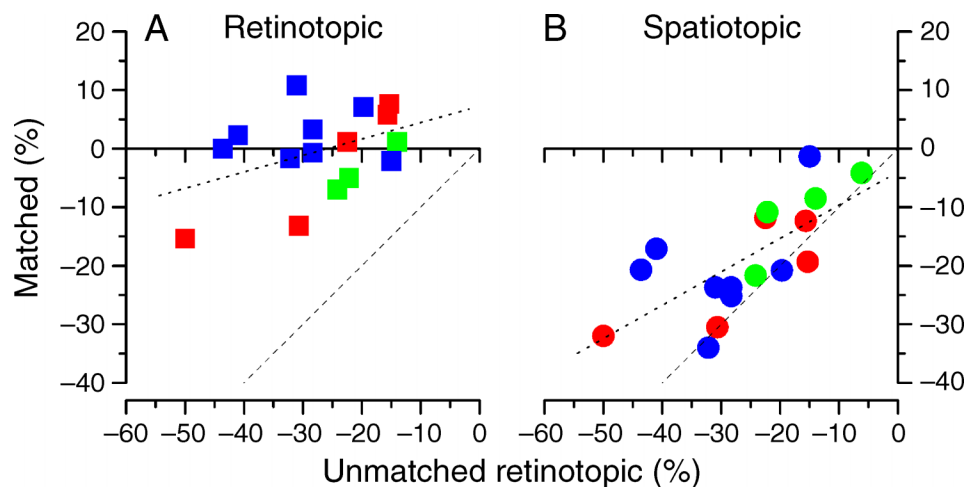 A Retinotopic
B Spatiotopic
20 20
10 10
0 0
−10 −10
−20 −20
−30 −30
−40 −40
Matched (%)
−60 −50 −40 −30 −20 −10 0
−60 −50 −40 −30 −20 −10 0
Unmatched retinotopic (%)